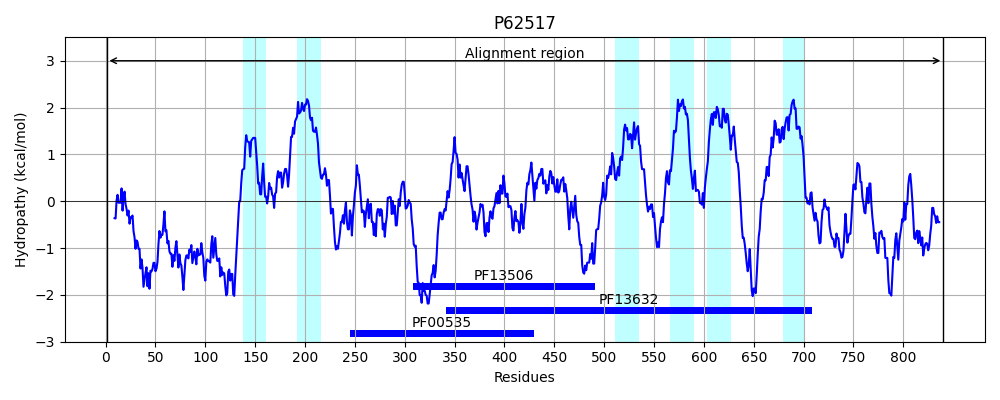 P62517
Alignment region
Hydropathy (kcal/mol)
3
2
1
0
−1
−2
−3
PF13506
PF13632
PF00535
0 50 100 150 200 250 300 350 400 450 500 550 600 650 700 750 800
Residues